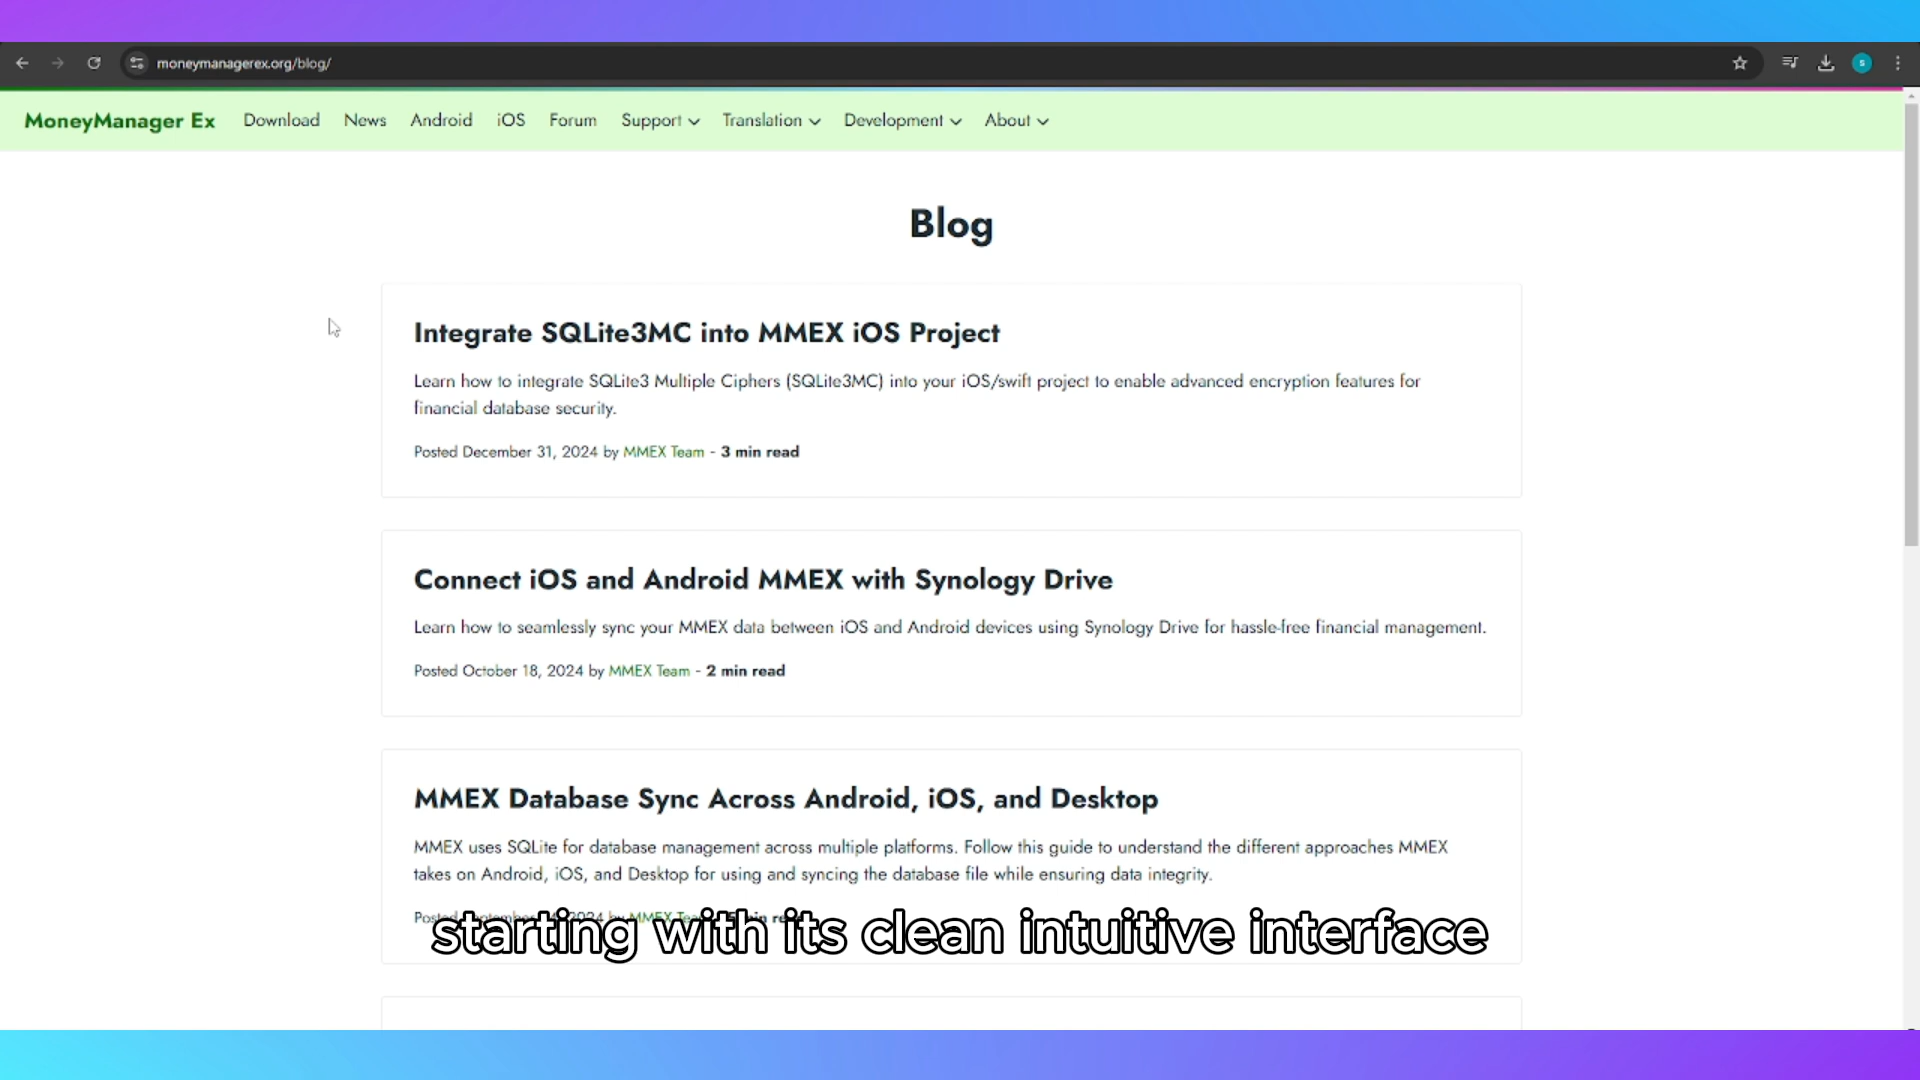 moneymanagerex.org/blog/
S
MoneyManager Ex Download News Android iOS Forum Support Translation Development About
Blog
Integrate SQLite3MC into MMEX iOS Project
Learn how to integrate SQLite3 Multiple Ciphers (SQLite3MC) into your iOS/swift project to enable advanced encryption features for
financial database security.
Posted December 31, 2024 by MMEX Team - 3 min read
Connect iOS and Android MMEX with Synology Drive
Learn how to seamlessly sync your MMEX data between iOS and Android devices using Synology Drive for hassle-free financial management.
Posted October 18, 2024 by MMEX Team - 2 min read
MMEX Database Sync Across Android, iOS, and Desktop
MMEX uses SQLite for database management across multiple platforms. Follow this guide to understand the different approaches MMEX
takes on Android, iOS, and Desktop for using and syncing the database file while ensuring data integrity.
2024 by MMEX
starting with its clean intuitive interface